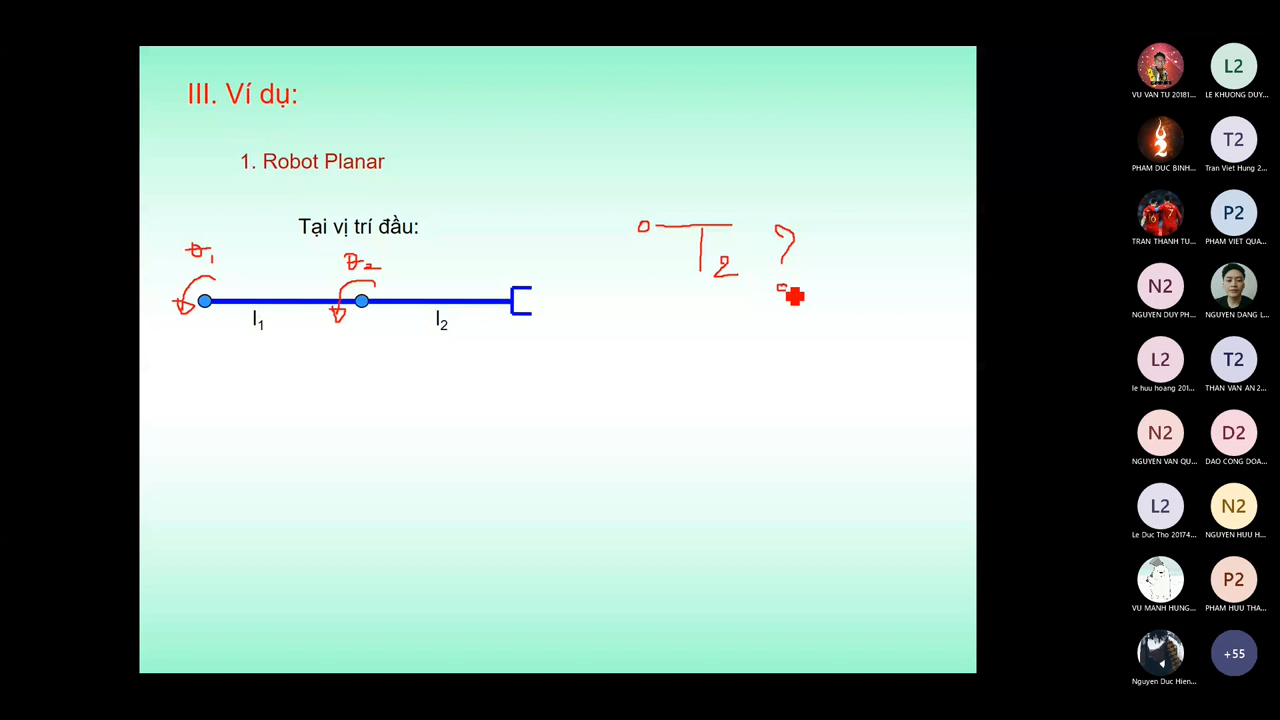 III. Ví dụ:
1. Robot Planar
Tại vị trí đầu:
θ1
θ2
l1
l2
0T2 ?
VU VAN TU 20181...
L2
LE KHUONG DUY...
PHAM DUC BINH...
T2
Tran Viet Hung 2...
TRAN THANH TU...
P2
PHAM VIET QUA...
N2
NGUYEN DUY PH...
NGUYEN DANG L...
L2
le huu hoang 201...
T2
THAN VAN AN 2...
N2
NGUYEN VAN QU...
D2
DAO CONG DOA...
L2
Le Duc Tho 20174...
N2
NGUYEN HUU H...
VU MANH HUNG...
P2
PHAM HUU THA...
Nguyen Duc Hien...
+55